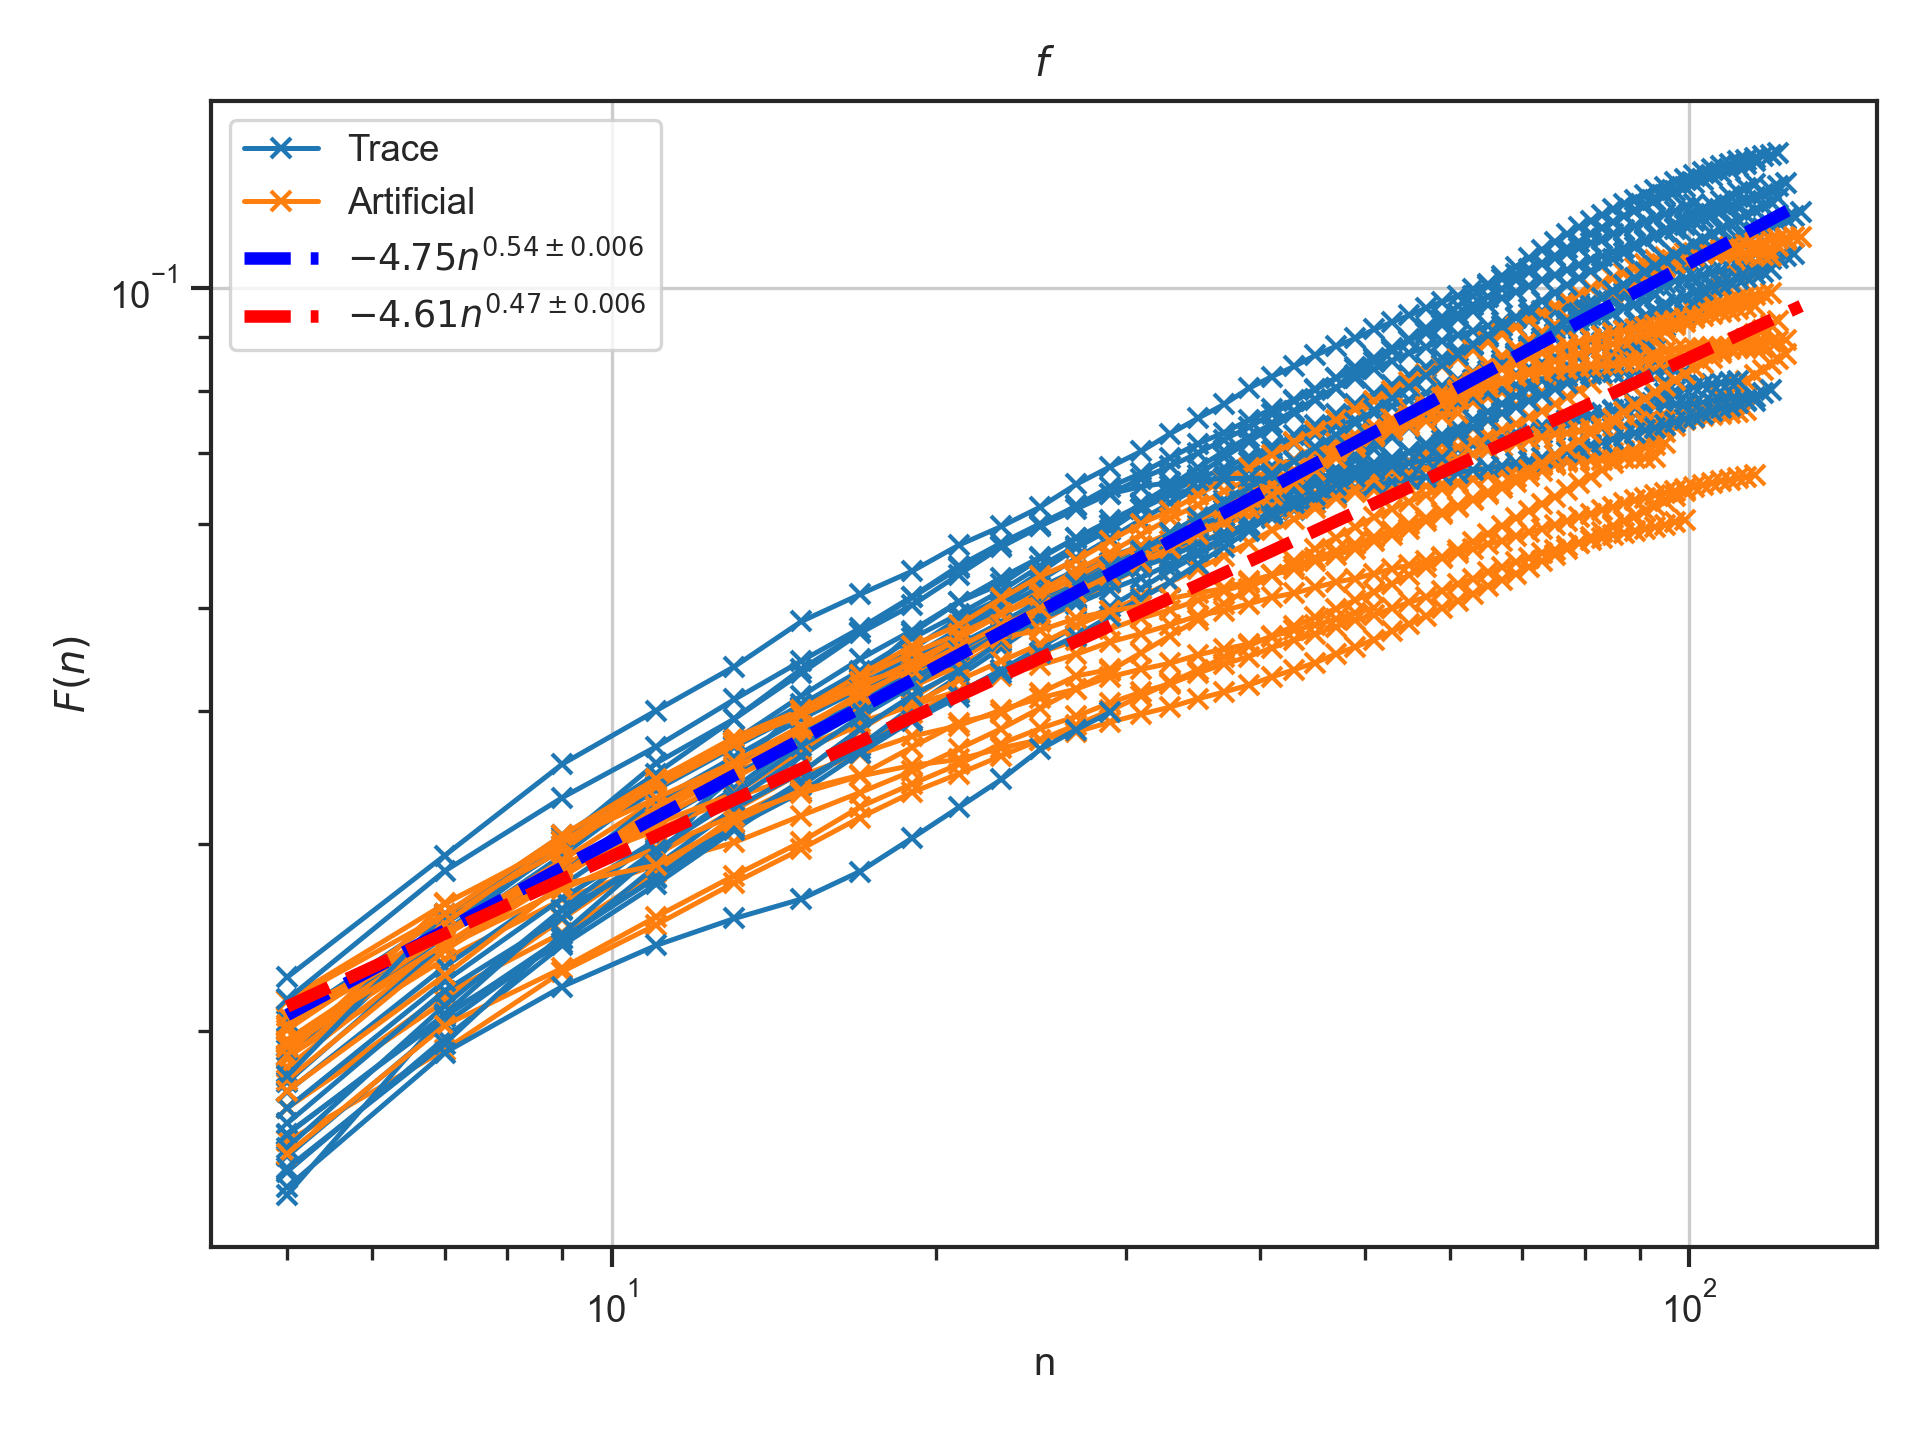 f
Trace
Artificial
−4.75n^{0.54±0.006}
−4.61n^{0.47±0.006}
10^{−1}
F(n)
10^1 10^2
n